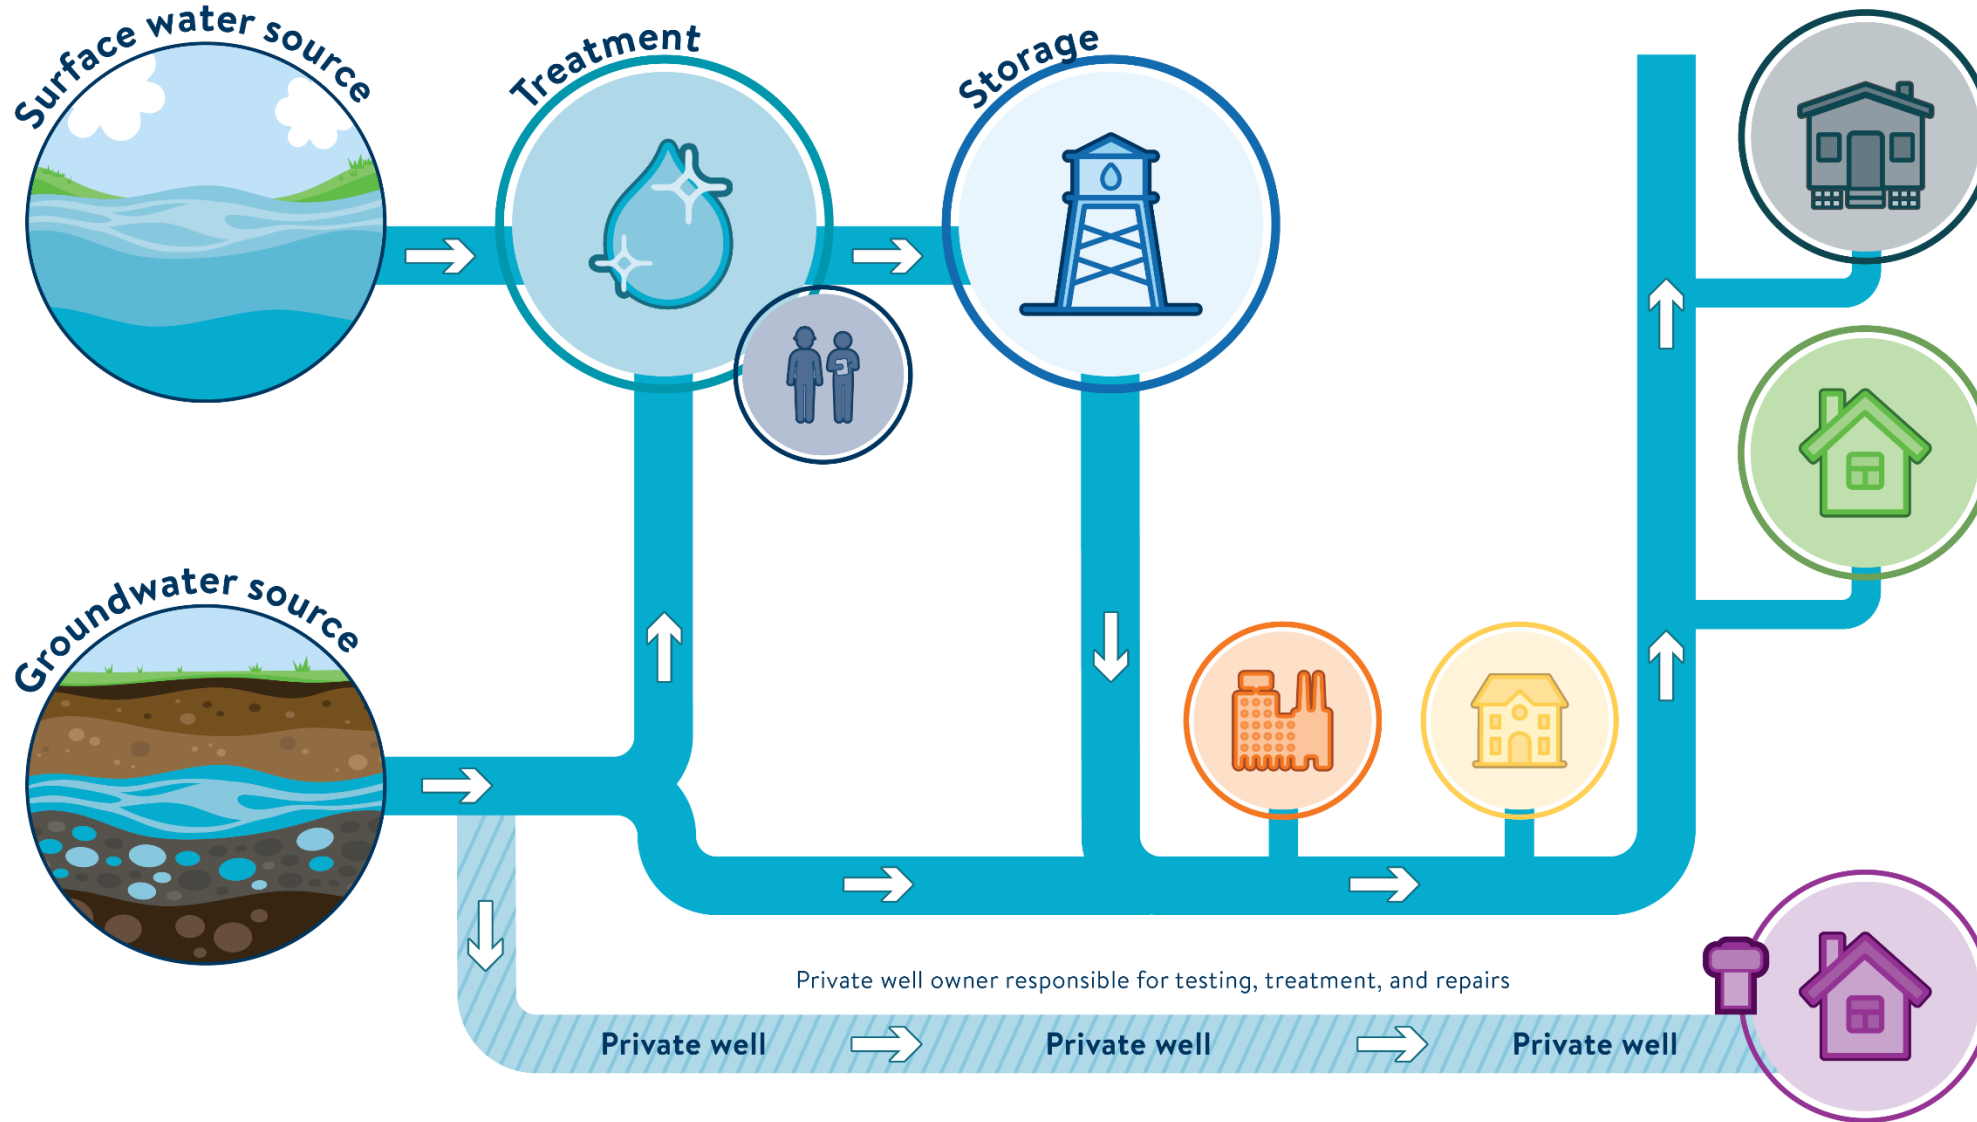 Surface water source
Treatment
Storage
Groundwater source
Private well owner responsible for testing, treatment, and repairs
Private well
Private well
Private well